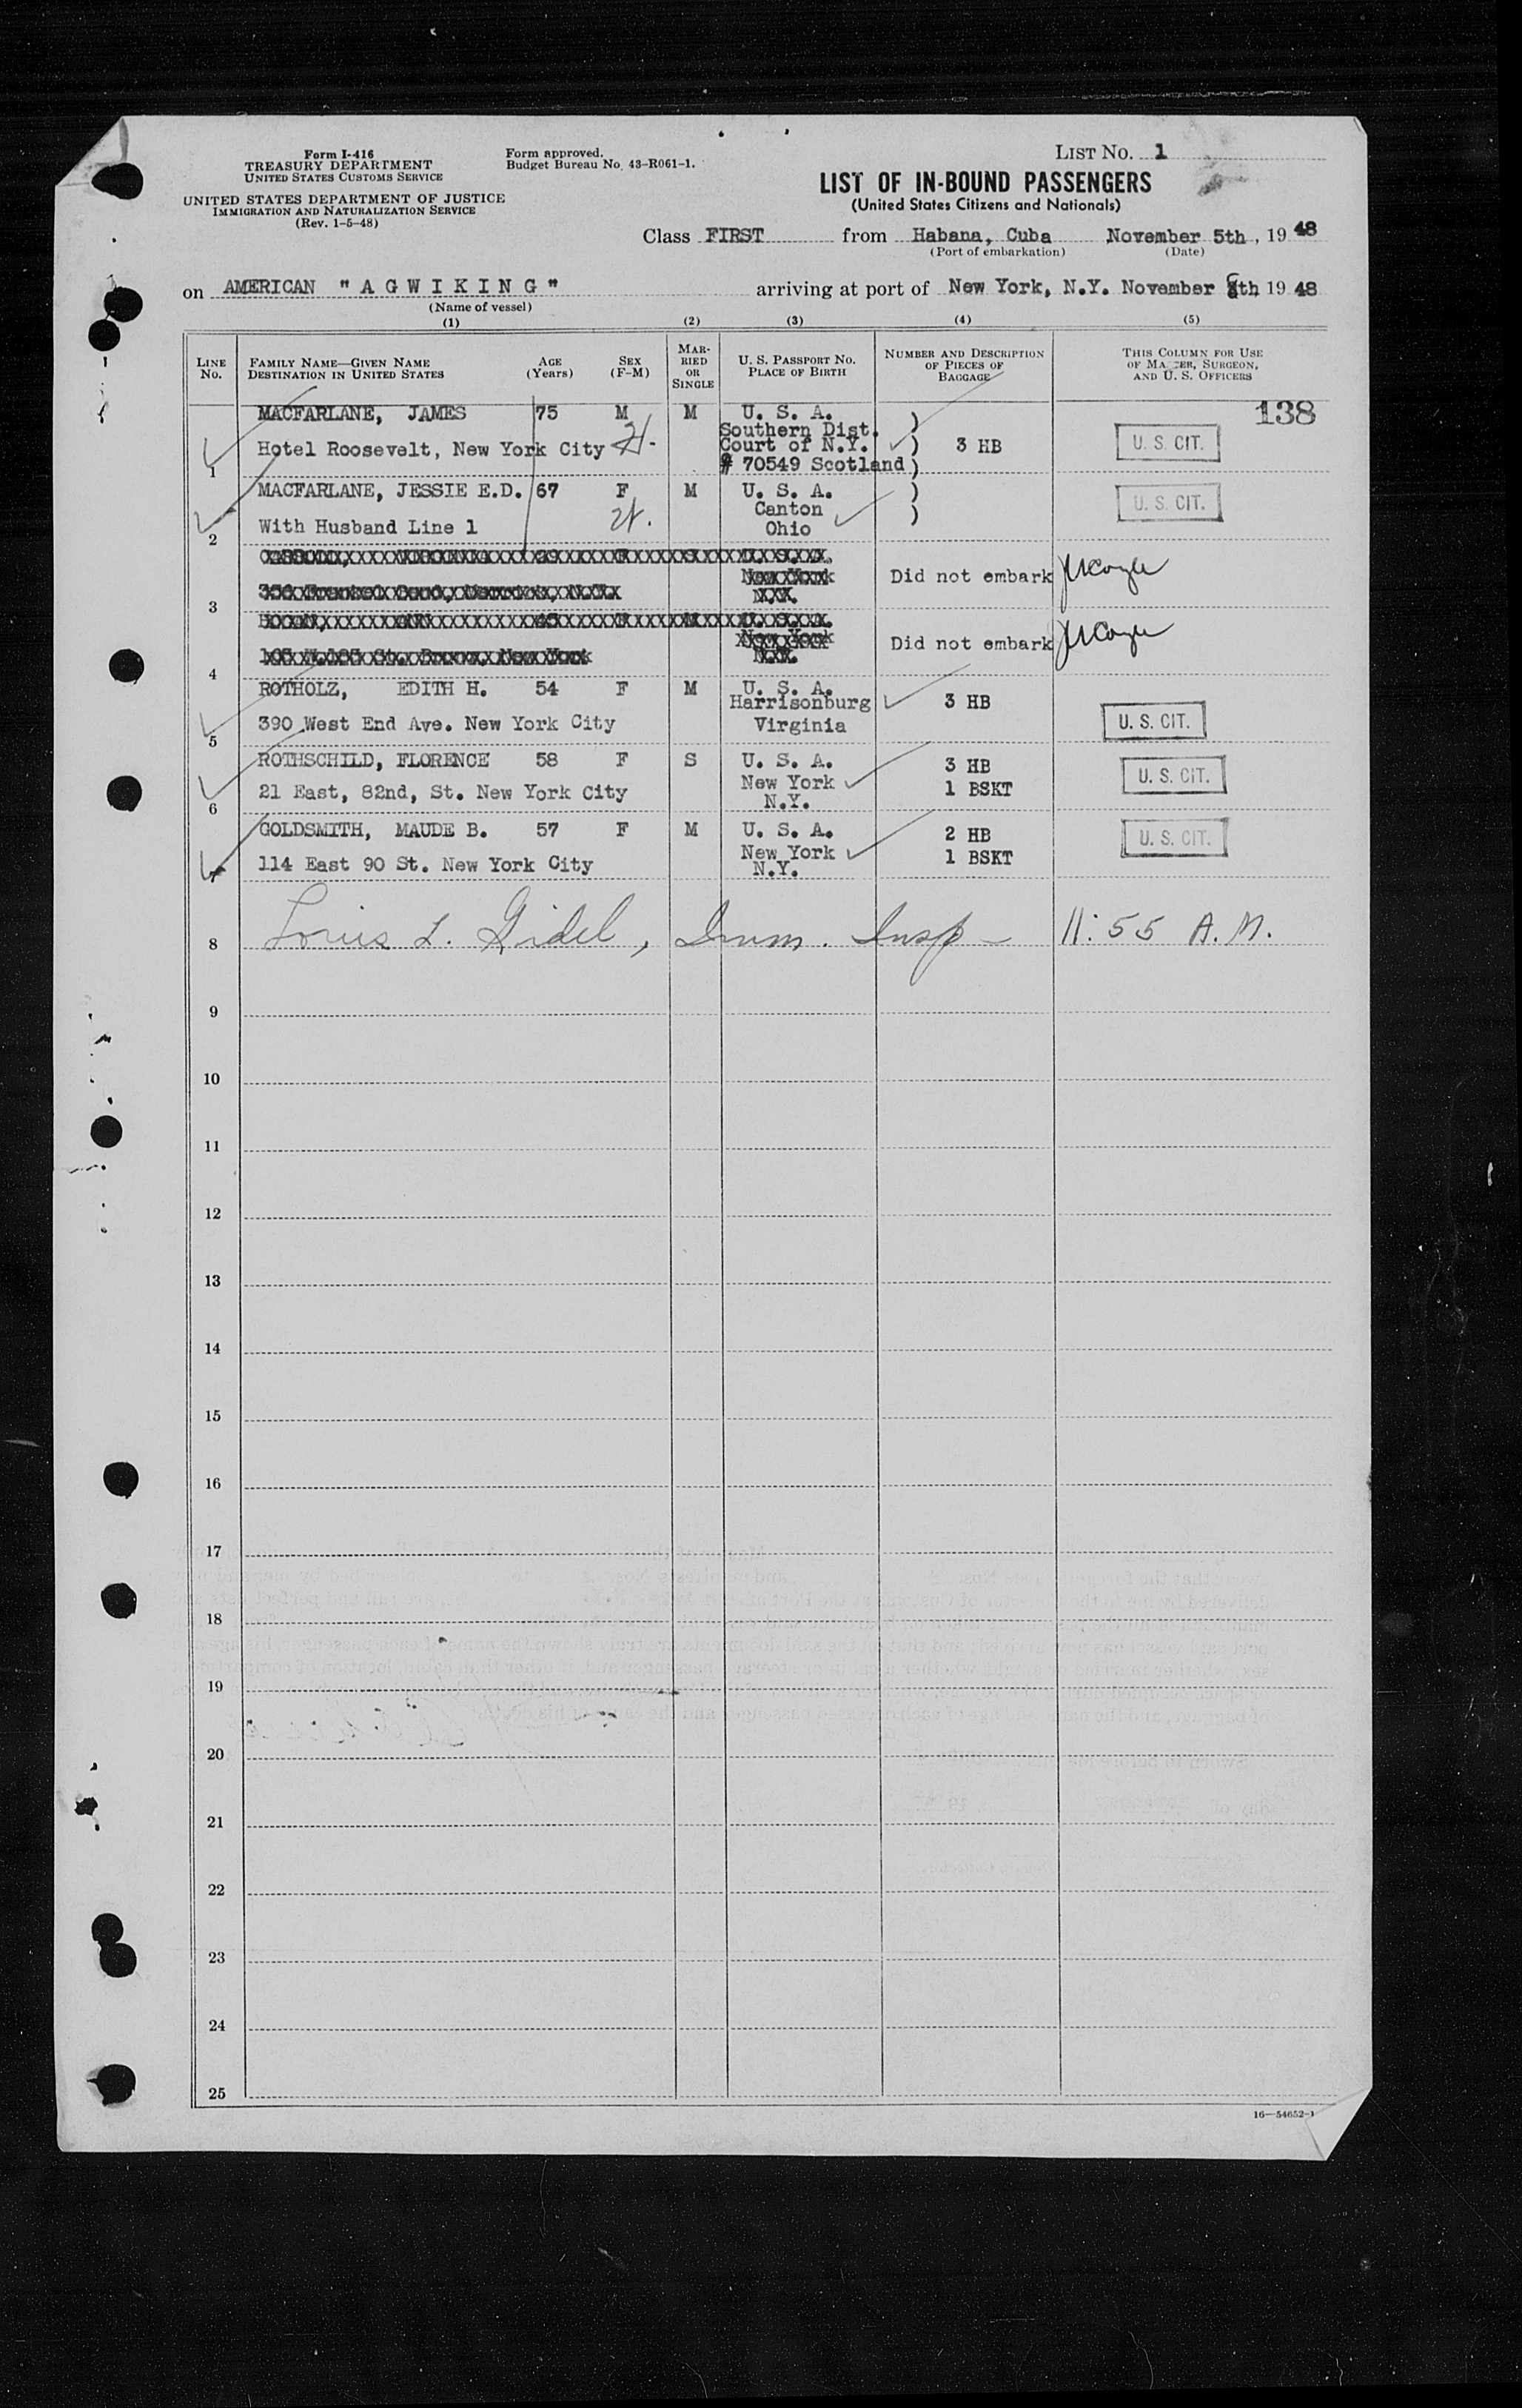 Form I-416
TREASURY DEPARTMENT
UNITED STATES CUSTOMS SERVICE
UNITED STATES DEPARTMENT OF JUSTICE
IMMIGRATION AND NATURALIZATION SERVICE
(Rev. 1-5-48)
Form approved.
Budget Bureau No. 43-R061-1.
LIST NO. 1
LIST OF IN-BOUND PASSENGERS
(United States Citizens and Nationals)
Class FIRST from Habana, Cuba November 5th, 19 48
(Port of embarkation) (Date)
on AMERICAN "A G W I K I N G" arriving at port of New York, N.Y. November 8th 19 48
(Name of vessel)
(1) (2) (3) (4) (5)
LINE NO.
FAMILY NAME—GIVEN NAME
DESTINATION IN UNITED STATES
AGE (Years)
SEX (F-M)
MARRIED OR SINGLE
U. S. PASSPORT NO.
PLACE OF BIRTH
NUMBER AND DESCRIPTION OF PIECES OF BAGGAGE
THIS COLUMN FOR USE OF MASTER, SURGEON, AND U. S. OFFICERS
138
MACFARLANE, JAMES 75 M M U. S. A.
Southern Dist.
Hotel Roosevelt, New York City Court of N.Y. ) 3 HB U. S. CIT.
1 # 70549 Scotland )
MACFARLANE, JESSIE E.D. 67 F M U. S. A. ) U. S. CIT.
Canton )
With Husband Line 1 Ohio
2
Did not embark
3
Did not embark
4
ROTHOLZ, EDITH H. 54 F M U. S. A.
Harrisonburg 3 HB
390 West End Ave. New York City Virginia U. S. CIT.
5
ROTHSCHILD, FLORENCE 58 F S U. S. A. 3 HB
New York U. S. CIT.
21 East, 82nd, St. New York City 1 BSKT
6 N.Y.
GOLDSMITH, MAUDE B. 57 F M U. S. A. 2 HB U. S. CIT.
New York 1 BSKT
114 East 90 St. New York City N.Y.
7
8 Louis L. Gidel, Imm. Insp - 11:55 A.M.
9
10
11
12
13
14
15
16
17
18
19
20
21
22
23
24
25
16—54652-1